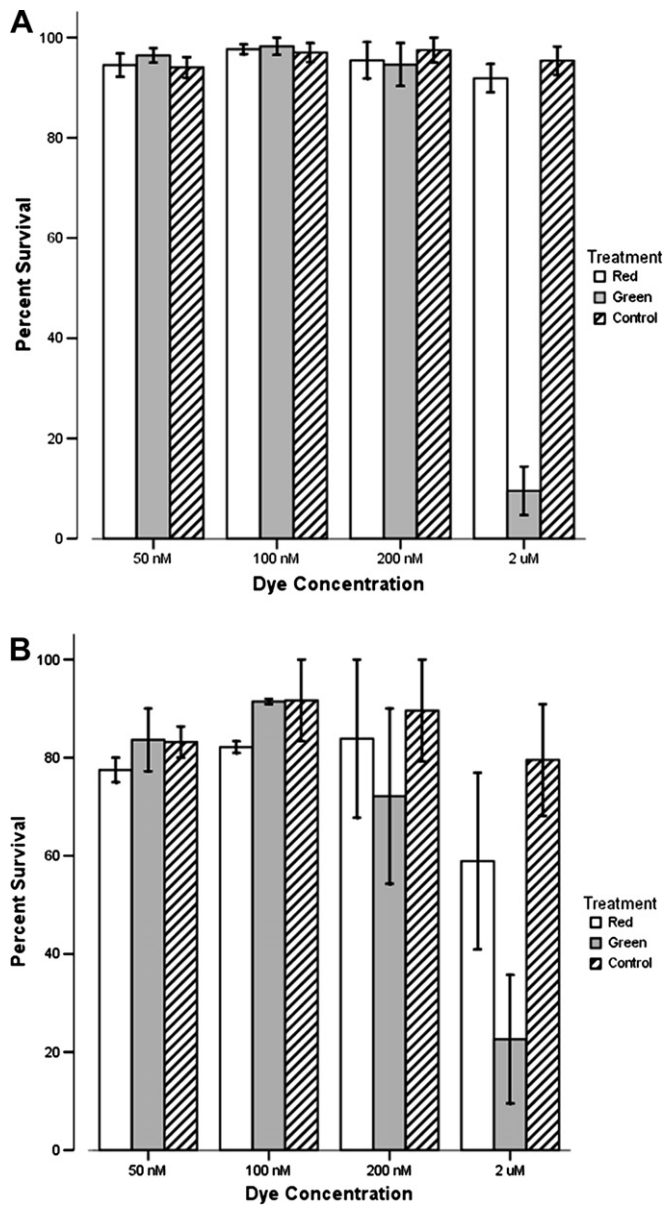 A
100
80
60
40
20
0
Percent Survival
50 nM 100 nM 200 nM 2 uM
Dye Concentration
Treatment
Red
Green
Control
B
100
80
60
40
20
0
Percent Survival
50 nM 100 nM 200 nM 2 uM
Dye Concentration
Treatment
Red
Green
Control